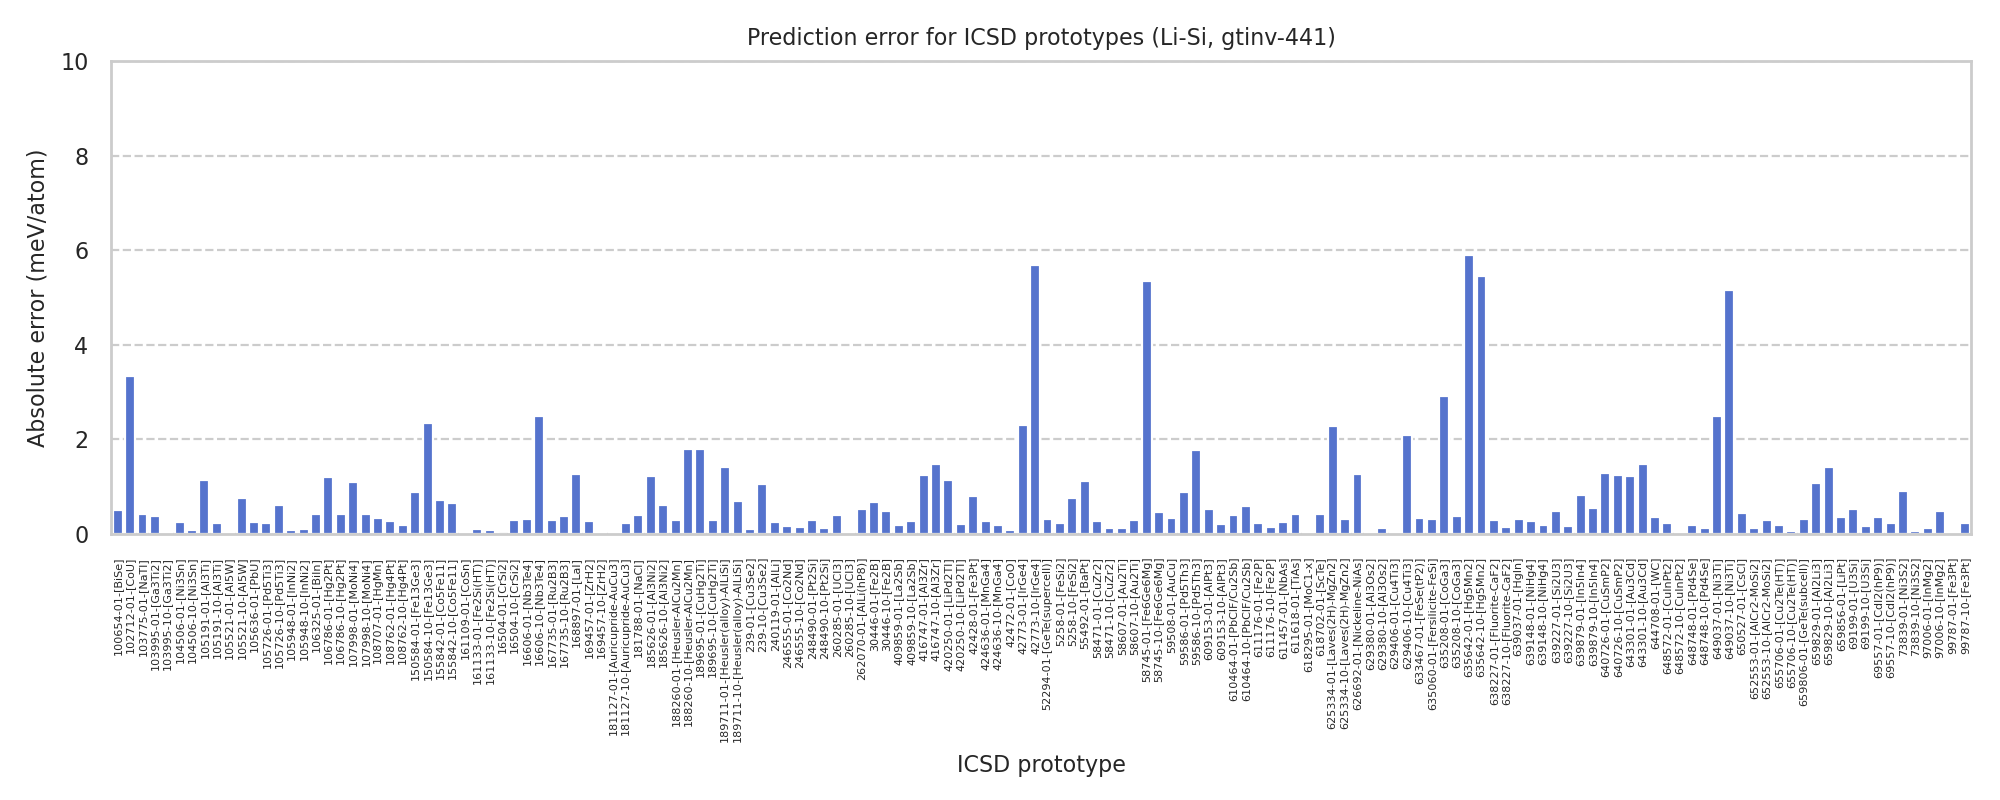 Prediction error for ICSD prototypes (Li-Si, gtinv-441)
Absolute error (meV/atom)
10
8
6
4
2
0
100654-01-[BiSe]
102712-01-[CoU]
103775-01-[NaTl]
103995-01-[Ga3Ti2]
103995-10-[Ga3Ti2]
104506-01-[Ni3Sn]
104506-10-[Ni3Sn]
105191-01-[Al3Ti]
105191-10-[Al3Ti]
105521-01-[Al5W]
105521-10-[Al5W]
105636-01-[PbU]
105726-01-[Pd5Ti3]
105726-10-[Pd5Ti3]
105948-01-[InNi2]
105948-10-[InNi2]
106325-01-[BiIn]
106786-01-[Hg2Pt]
106786-10-[Hg2Pt]
107998-01-[MoNi4]
107998-10-[MoNi4]
108707-01-[HgMn]
108762-01-[Hg4Pt]
108762-10-[Hg4Pt]
150584-01-[Fe13Ge3]
150584-10-[Fe13Ge3]
155842-01-[Co5Fe11]
155842-10-[Co5Fe11]
161109-01-[CoSn]
161133-01-[Fe2Si(HT)]
161133-10-[Fe2Si(HT)]
16504-01-[CrSi2]
16504-10-[CrSi2]
16606-01-[Nb3Te4]
16606-10-[Nb3Te4]
167735-01-[Ru2B3]
167735-10-[Ru2B3]
168897-01-[LaI]
169457-01-[ZrH2]
169457-10-[ZrH2]
181127-01-[Auricupride-AuCu3]
181127-10-[Auricupride-AuCu3]
181788-01-[NaCl]
185626-01-[Al3Ni2]
185626-10-[Al3Ni2]
188260-01-[Heusler-AlCu2Mn]
188260-10-[Heusler-AlCu2Mn]
189695-01-[CuHg2Ti]
189695-10-[CuHg2Ti]
189711-01-[Heusler(alloy)-AlLiSi]
189711-10-[Heusler(alloy)-AlLiSi]
239-01-[Cu3Se2]
239-10-[Cu3Se2]
240119-01-[AlLi]
246555-01-[Co2Nd]
246555-10-[Co2Nd]
248490-01-[Pt2Si]
248490-10-[Pt2Si]
260285-01-[UCl3]
260285-10-[UCl3]
262070-01-[AlLi(hP8)]
30446-01-[Fe2B]
30446-10-[Fe2B]
409859-01-[La2Sb]
409859-10-[La2Sb]
416747-01-[Al3Zr]
416747-10-[Al3Zr]
420250-01-[LiPd2Tl]
420250-10-[LiPd2Tl]
42428-01-[Fe3Pt]
424636-01-[MnGa4]
424636-10-[MnGa4]
42472-01-[CoO]
42773-01-[IrGe4]
42773-10-[IrGe4]
52294-01-[GeTe(supercell)]
5258-01-[FeSi2]
5258-10-[FeSi2]
55492-01-[BaPt]
58471-01-[CuZr2]
58471-10-[CuZr2]
58607-01-[Au2Ti]
58607-10-[Au2Ti]
58745-01-[Fe6Ge6Mg]
58745-10-[Fe6Ge6Mg]
59508-01-[AuCu]
59586-01-[Pd5Th3]
59586-10-[Pd5Th3]
609153-01-[AlPt3]
609153-10-[AlPt3]
610464-01-[PbClF/Cu2Sb]
610464-10-[PbClF/Cu2Sb]
611176-01-[Fe2P]
611176-10-[Fe2P]
611457-01-[NbAs]
611618-01-[TiAs]
618295-01-[MoC1-x]
618702-01-[ScTe]
625334-01-[Laves(2H)-MgZn2]
625334-10-[Laves(2H)-MgZn2]
626692-01-[Nickeline-NiAs]
629380-01-[Al3Os2]
629380-10-[Al3Os2]
629406-01-[Cu4Ti3]
629406-10-[Cu4Ti3]
633467-01-[FeSe(tP2)]
635060-01-[Fersilicite-FeSi]
635208-01-[CoGa3]
635208-10-[CoGa3]
635642-01-[Hg5Mn2]
635642-10-[Hg5Mn2]
638227-01-[Fluorite-CaF2]
638227-10-[Fluorite-CaF2]
639037-01-[HgIn]
639148-01-[NiHg4]
639148-10-[NiHg4]
639227-01-[Si2U3]
639227-10-[Si2U3]
639879-01-[In5In4]
639879-10-[In5In4]
640726-01-[CuSmP2]
640726-10-[CuSmP2]
643301-01-[Au3Cd]
643301-10-[Au3Cd]
644708-01-[WC]
648572-01-[CuInPt2]
648572-10-[CuInPt2]
648748-01-[Pd4Se]
648748-10-[Pd4Se]
649037-01-[Ni3Ti]
649037-10-[Ni3Ti]
650527-01-[CsCl]
652553-01-[AlCr2-MoSi2]
652553-10-[AlCr2-MoSi2]
655706-01-[Cu2Te(HT)]
655706-10-[Cu2Te(HT)]
659806-01-[GeTe(subcell)]
659829-01-[Al2Li3]
659829-10-[Al2Li3]
659856-01-[LiPt]
69199-01-[U3Si]
69199-10-[U3Si]
69557-01-[CdI2(hP9)]
69557-10-[CdI2(hP9)]
73839-01-[Ni3S2]
73839-10-[Ni3S2]
97006-01-[InMg2]
97006-10-[InMg2]
99787-01-[Fe3Pt]
99787-10-[Fe3Pt]
ICSD prototype